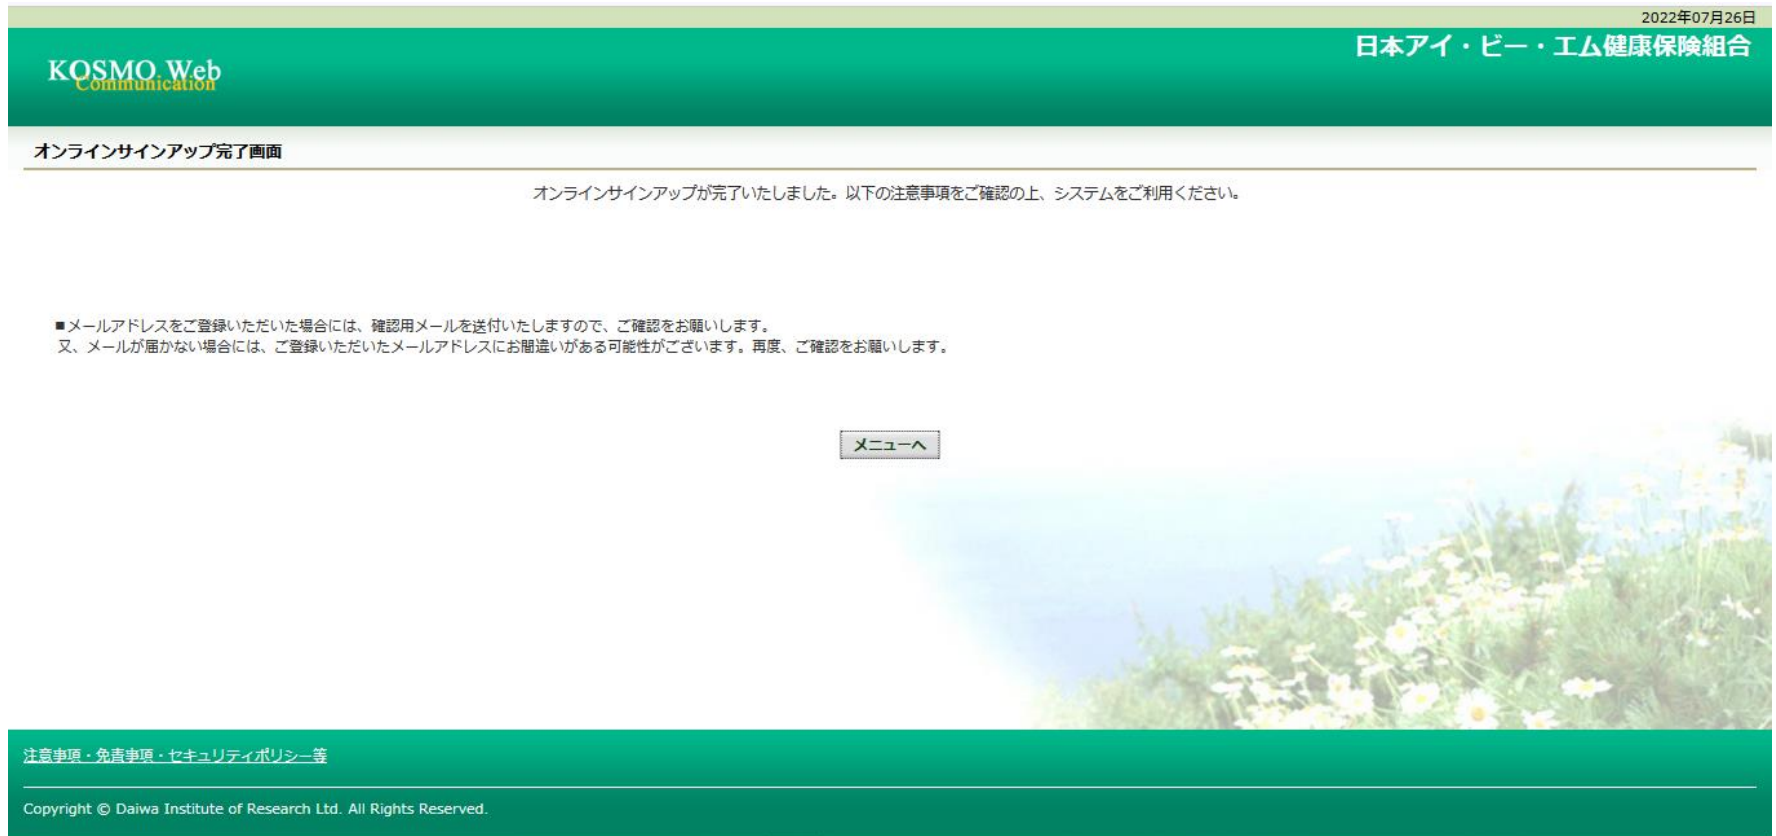 2022年07月26日
日本アイ・ビー・エム健康保険組合
KOSMO Web
Communication
オンラインサインアップ完了画面
オンラインサインアップが完了いたしました。以下の注意事項をご確認の上、システムをご利用ください。
■メールアドレスをご登録いただいた場合には、確認用メールを送付いたしますので、ご確認をお願いします。
又、メールが届かない場合には、ご登録いただいたメールアドレスにお間違いがある可能性がございます。再度、ご確認をお願いします。
メニューへ
注意事項・免責事項・セキュリティポリシー等
Copyright © Daiwa Institute of Research Ltd. All Rights Reserved.